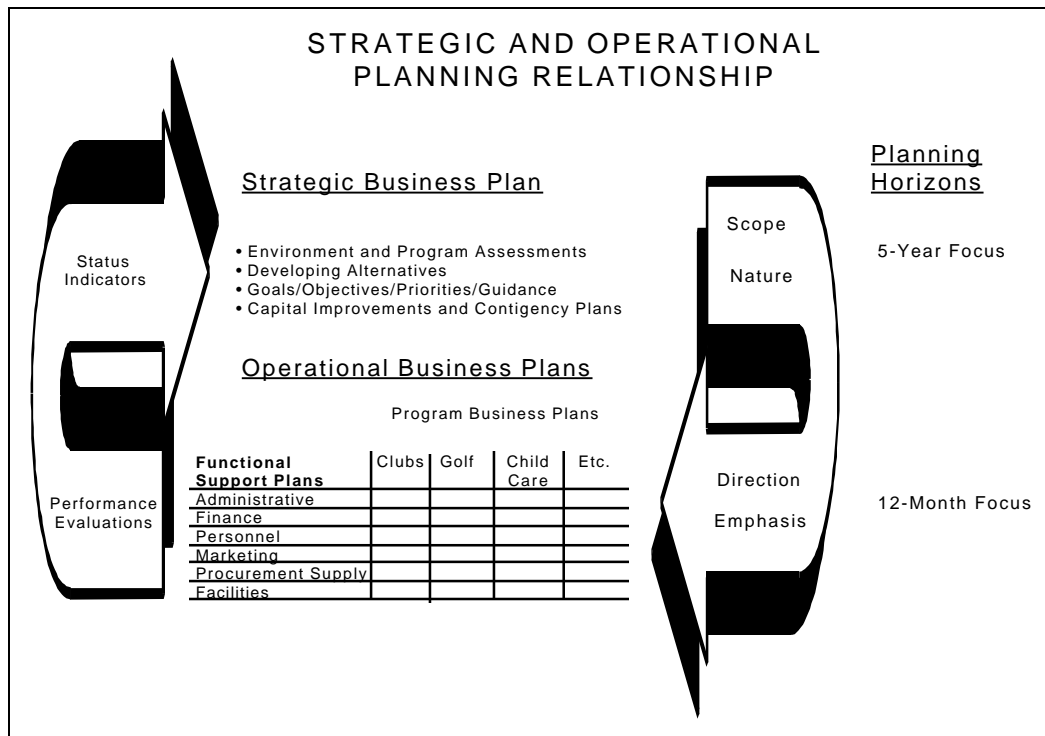 STRATEGIC AND OPERATIONAL
PLANNING RELATIONSHIP
Planning
Horizons
Strategic Business Plan
Scope
Nature
5-Year Focus
Status
Indicators
• Environment and Program Assessments
• Developing Alternatives
• Goals/Objectives/Priorities/Guidance
• Capital Improvements and Contigency Plans
Operational Business Plans
Program Business Plans
Functional
Support Plans
Clubs
Golf
Child
Care
Etc.
Administrative
Finance
Personnel
Marketing
Procurement Supply
Facilities
Performance
Evaluations
Direction
Emphasis
12-Month Focus